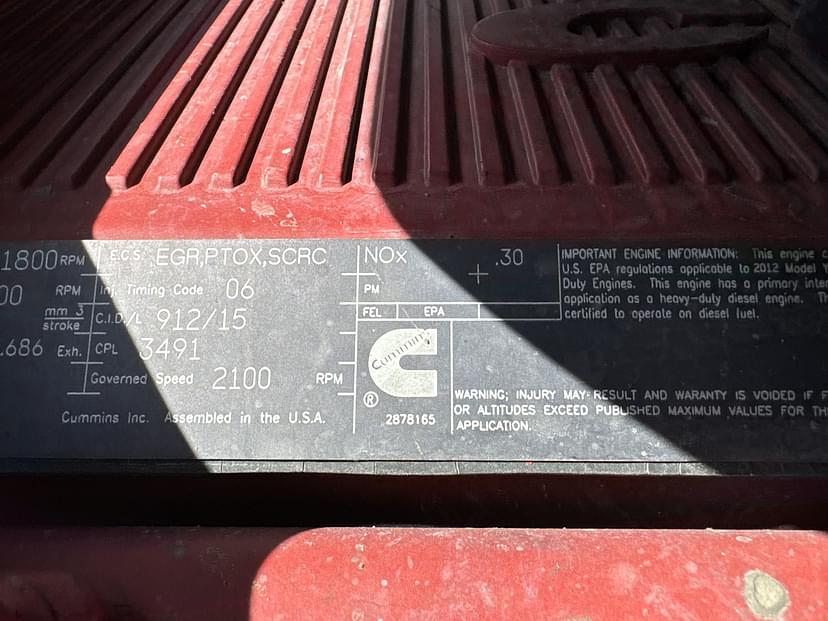 1800 RPM
00 RPM
mm 3
stroke
.686 Exh.
E.C.S. EGR,PTOX,SCRC
Inj. Timing Code 06
C.I.D./L 912/15
CPL 3491
Governed Speed 2100 RPM
Cummins Inc. Assembled in the U.S.A.
NOx .30
PM
FEL EPA
Cummins
®
2878165
IMPORTANT ENGINE INFORMATION: This engine
U.S. EPA regulations applicable to 2012 Model
Duty Engines. This engine has a primary
application as a heavy-duty diesel engine.
certified to operate on diesel fuel.
WARNING; INJURY MAY RESULT AND WARANTY IS VOIDED IF
OR ALTITUDES EXCEED PUBLISHED MAXIMUM VALUES FOR
APPLICATION.